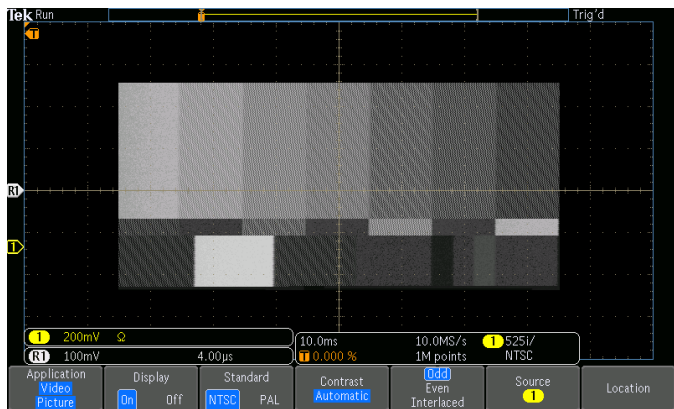 Tek Run Trig'd
T
R1
1
1 200mV Ω
R1 100mV 4.00µs
10.0ms 10.0MS/s 1 525i/
T 0.000 % 1M points NTSC
Application
Video
Picture
Display
On Off
Standard
NTSC PAL
Contrast
Automatic
Odd
Even
Interlaced
Source
1
Location